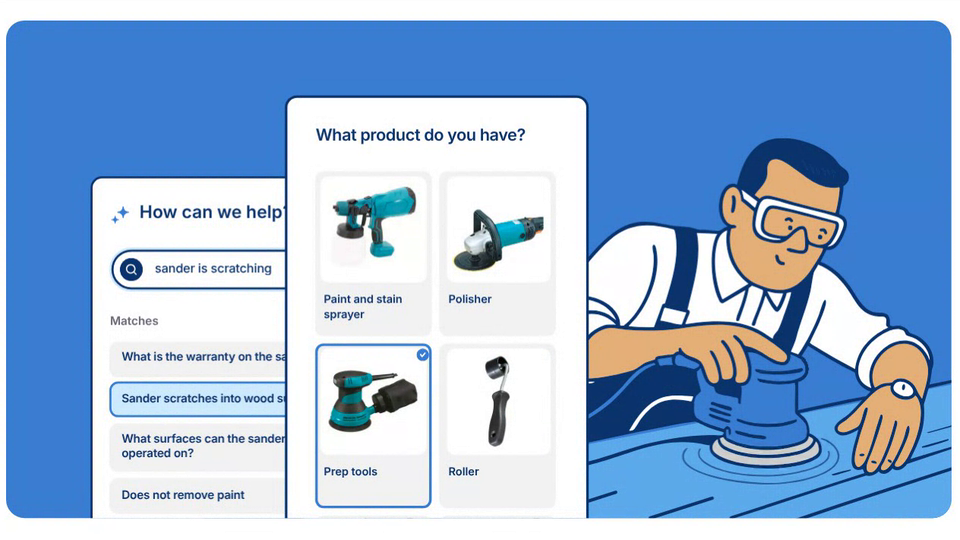 How can we help?
sander is scratching
Matches
What is the warranty on the
Sander scratches into wood
What surfaces can the sander
operated on?
Does not remove paint
What product do you have?
Paint and stain
sprayer
Polisher
Prep tools
Roller